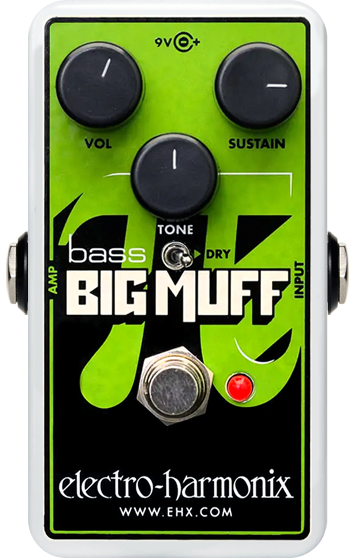 9V +
VOL
SUSTAIN
TONE
bass
DRY
AMP
BIG MUFF
INPUT
electro-harmonix
WWW.EHX.COM